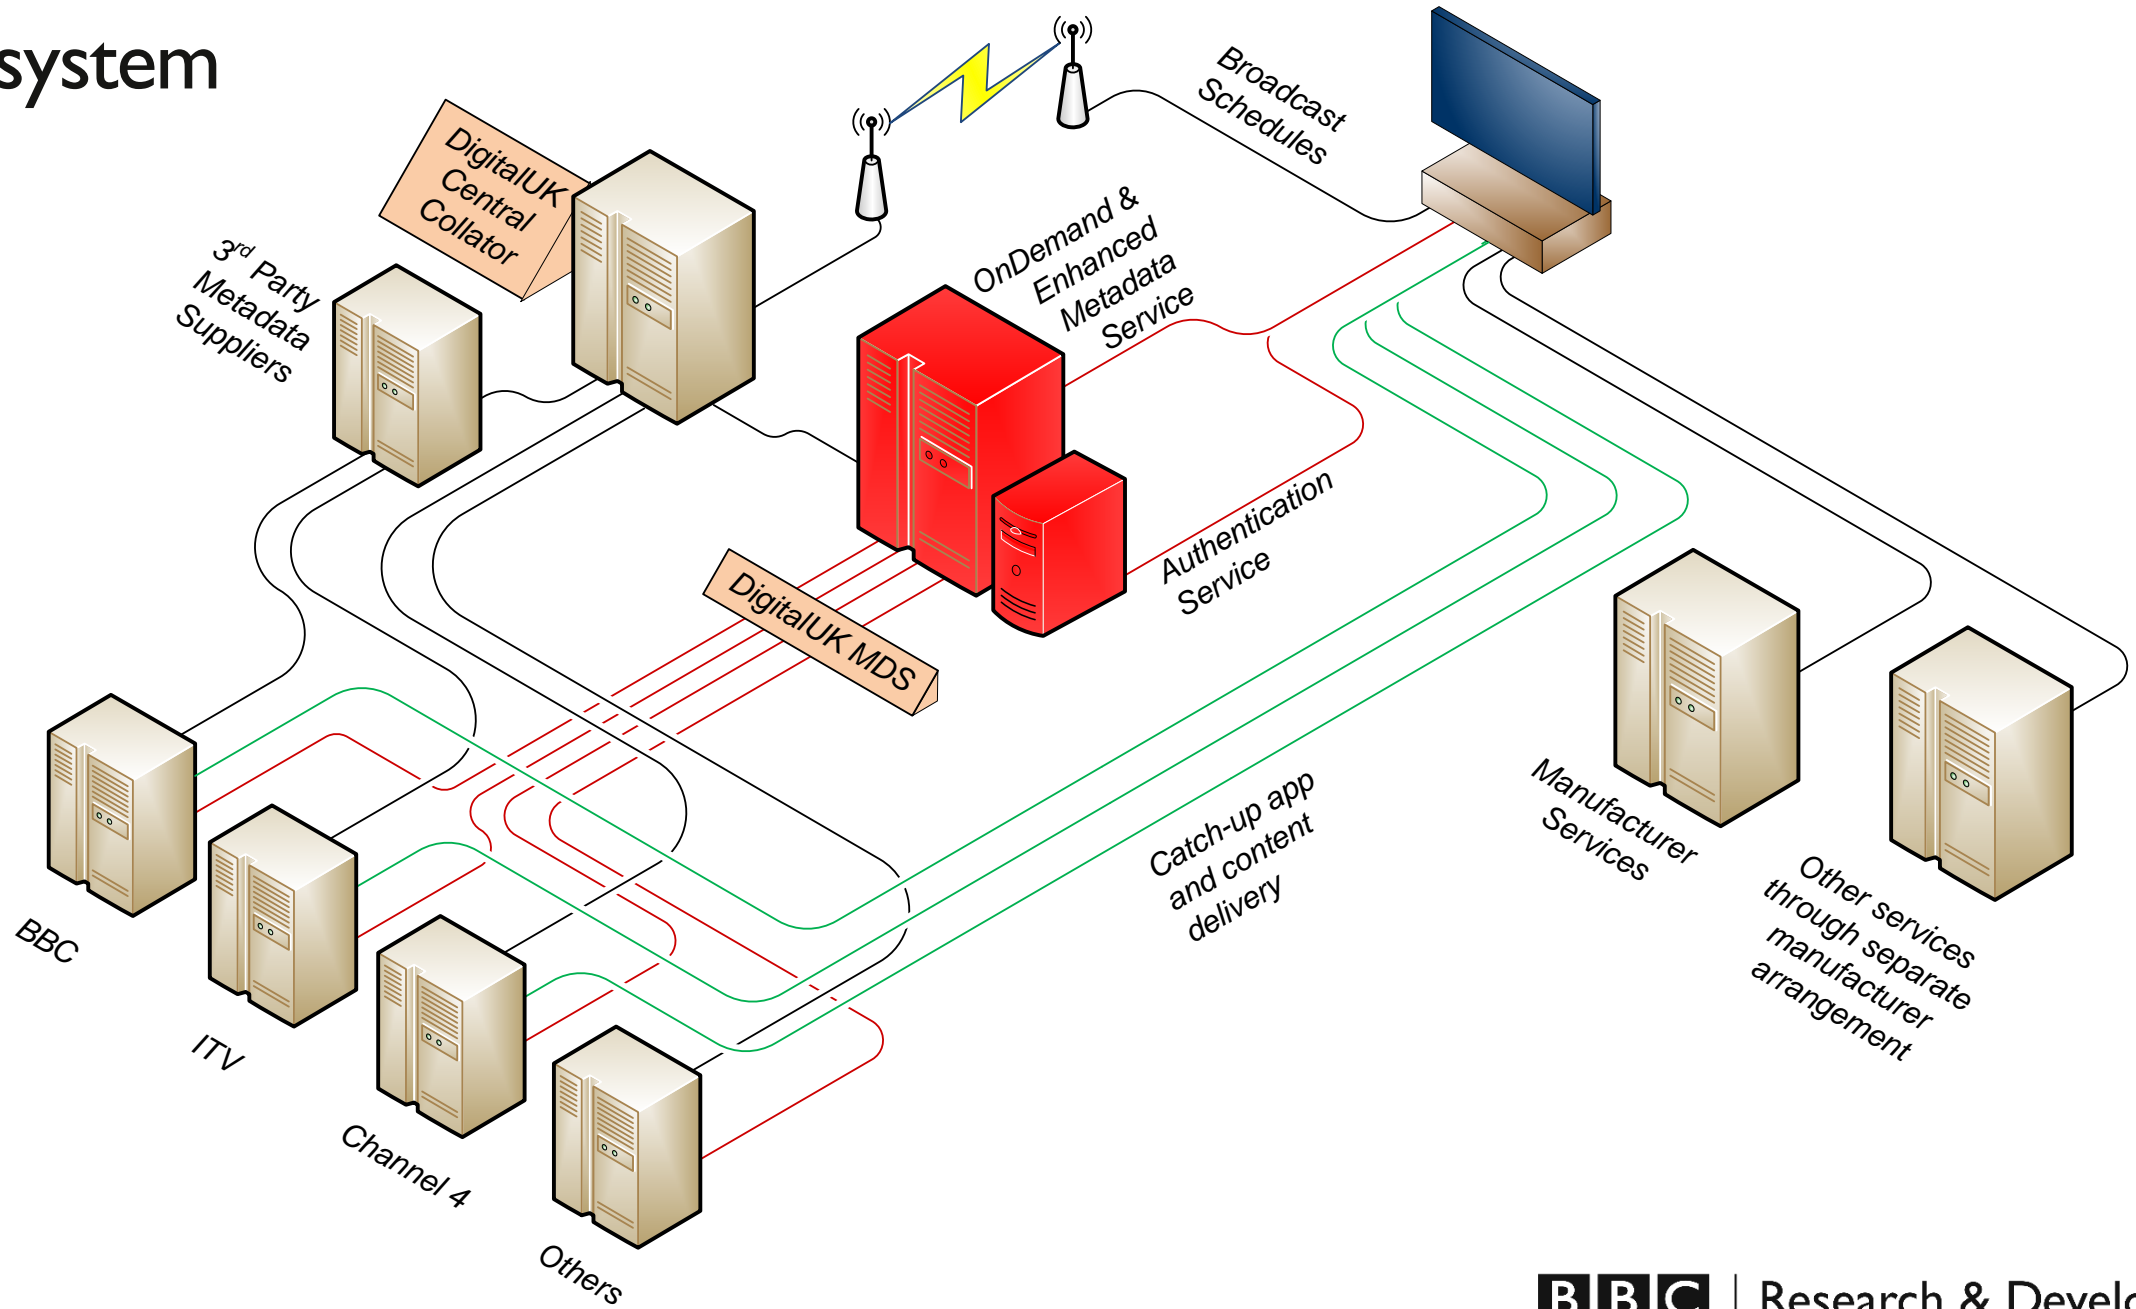 system
DigitalUK
Central
Collator
3rd Party
Metadata
Suppliers
Broadcast
Schedules
OnDemand &
Enhanced
Metadata
Service
Authentication
Service
DigitalUK MDS
Catch-up app
and content
delivery
Manufacturer
Services
Other services
through separate
manufacturer
arrangement
BBC
ITV
Channel 4
Others
BBC | Research & Develo